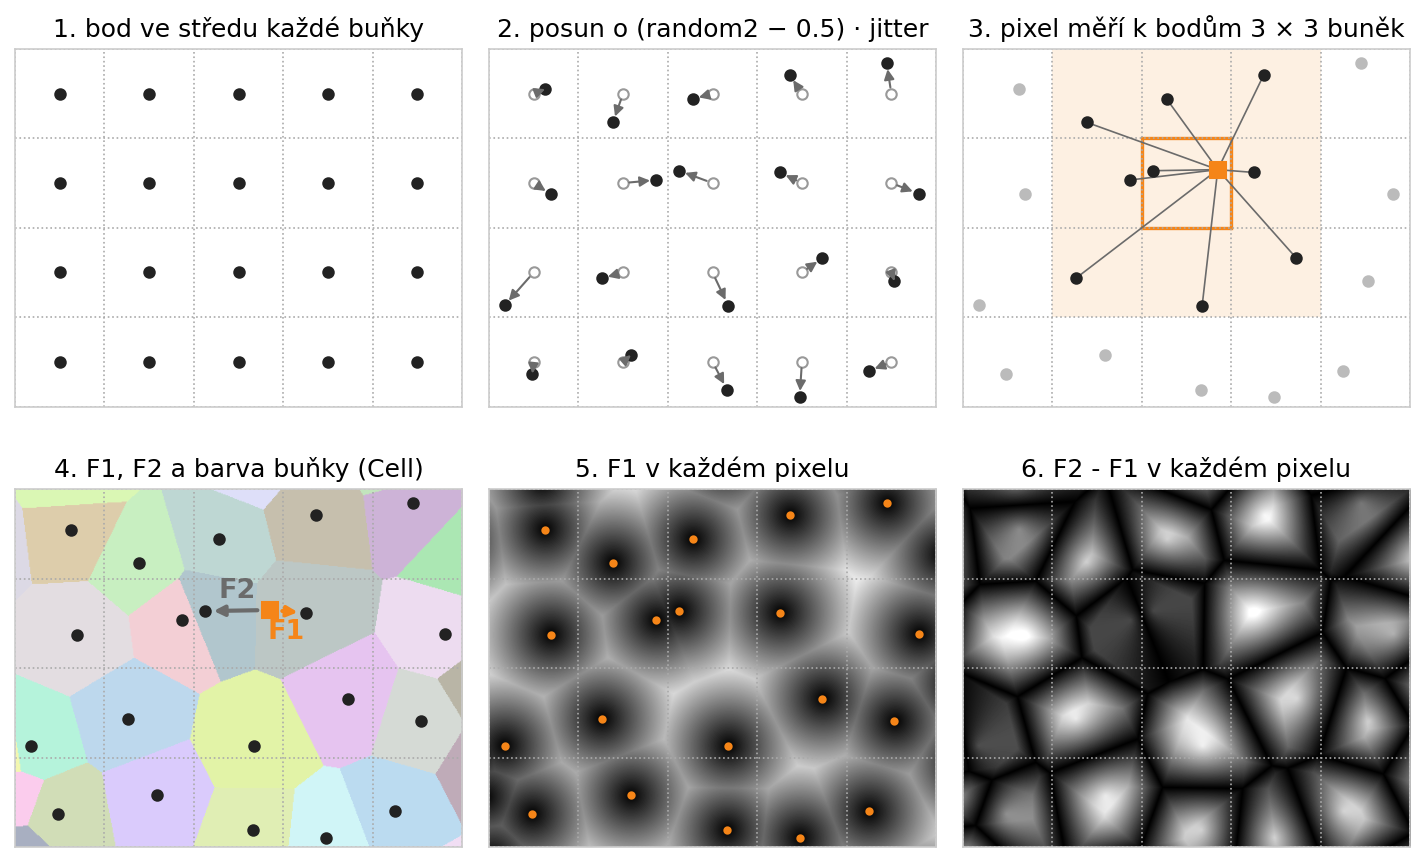 1. bod ve středu každé buňky
2. posun o (random2 − 0.5) · jitter
3. pixel měří k bodům 3 × 3 buněk
4. F1, F2 a barva buňky (Cell)
5. F1 v každém pixelu
6. F2 - F1 v každém pixelu
F2
F1